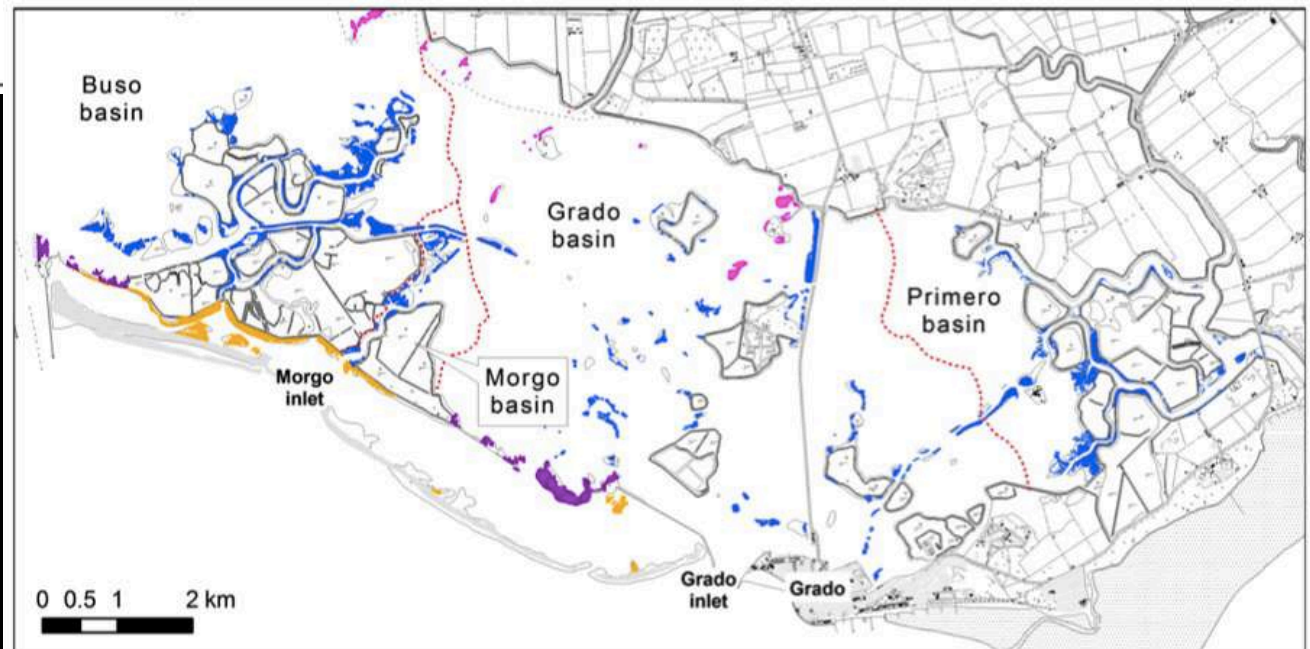 Buso
basin
Grado
basin
Primero
basin
Morgo
inlet
Morgo
basin
Grado
inlet
Grado
0 0.5 1 2 km